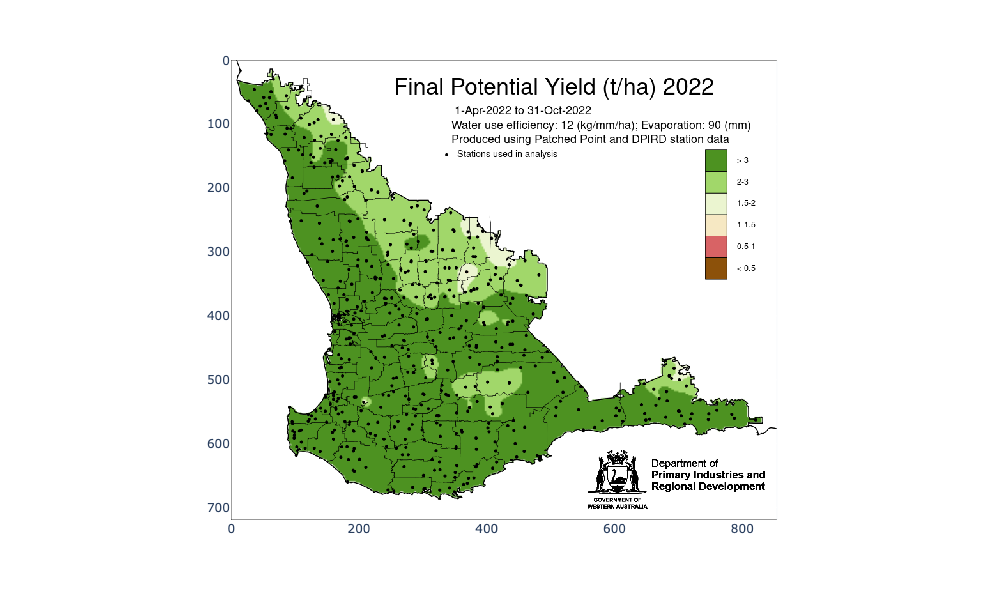 Final Potential Yield (t/ha) 2022
1-Apr-2022 to 31-Oct-2022
Water use efficiency: 12 (kg/mm/ha); Evaporation: 90 (mm)
Produced using Patched Point and DPIRD station data
Stations used in analysis
> 3
2-3
1.5-2
1-1.5
0.5-1
< 0.5
0
100
200
300
400
500
600
700
0
200
400
600
800
Department of
Primary Industries and
Regional Development
GOVERNMENT OF
WESTERN AUSTRALIA